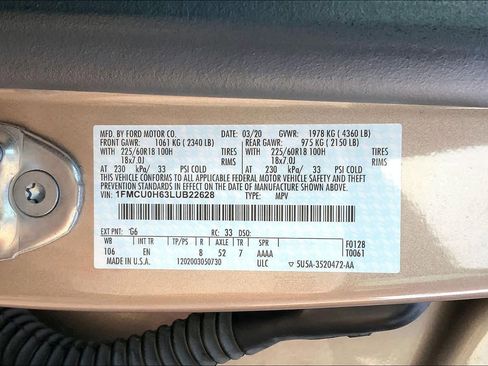 MFD. BY FORD MOTOR CO. 03/20 GVWR: 1978 KG ( 4360 LB)
FRONT GAWR: 1061 KG ( 2340 LB) REAR GAWR: 975 KG ( 2150 LB)
WITH 225/60R18 100H TIRES WITH 225/60R18 100H TIRES
18x7.0J RIMS 18x7.0J RIMS
AT 230 kPa/ 33 PSI COLD AT 230 kPa/ 33 PSI COLD
THIS VEHICLE CONFORMS TO ALL APPLICABLE FEDERAL MOTOR VEHICLE SAFETY AND
THEFT PREVENTION STANDARDS IN EFFECT ON THE DATE OF MANUFACTURE SHOWN ABOVE.
VIN: 1FMCU0H63LUB22628 TYPE: MPV
EXT PNT: G6 RC: 33 DSO: F0128
WB INT TR TP/PS R AXLE TR SPR T0060
106 EN 8 52 7 AAAA
MADE IN U.S.A. 1202003050730 ULC ▽ 5U5A-3520472-AA